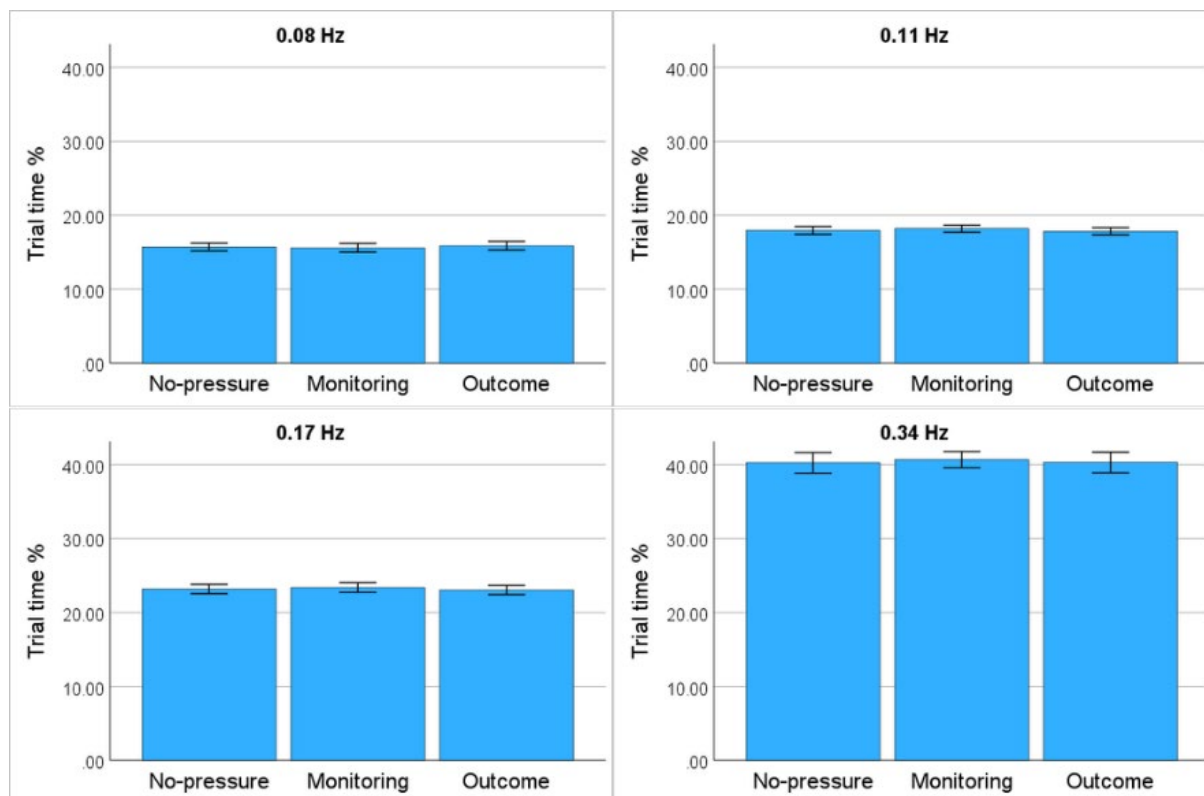 0.08 Hz
Trial time %
40.00
30.00
20.00
10.00
.00
No-pressure Monitoring Outcome
0.11 Hz
Trial time %
40.00
30.00
20.00
10.00
.00
No-pressure Monitoring Outcome
0.17 Hz
Trial time %
40.00
30.00
20.00
10.00
.00
No-pressure Monitoring Outcome
0.34 Hz
Trial time %
40.00
30.00
20.00
10.00
.00
No-pressure Monitoring Outcome